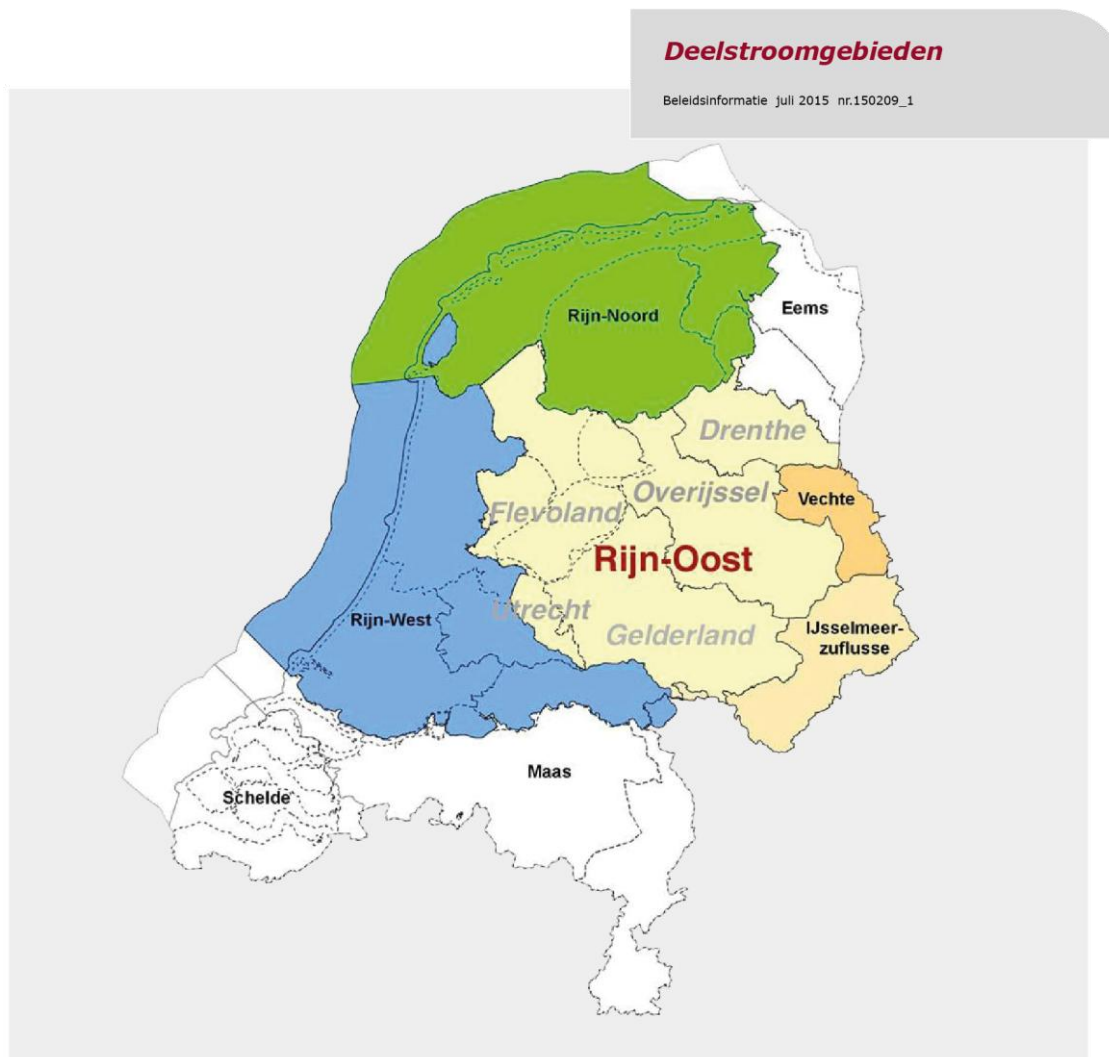 Deelstroomgebieden
Beleidsinformatie juli 2015 nr.150209_1
Eems
Rijn-Noord
Drenthe
Overijssel
Vechte
Flevoland
Rijn-Oost
Utrecht
Rijn-West
Gelderland
IJsselmeer-
zuflusse
Maas
Schelde